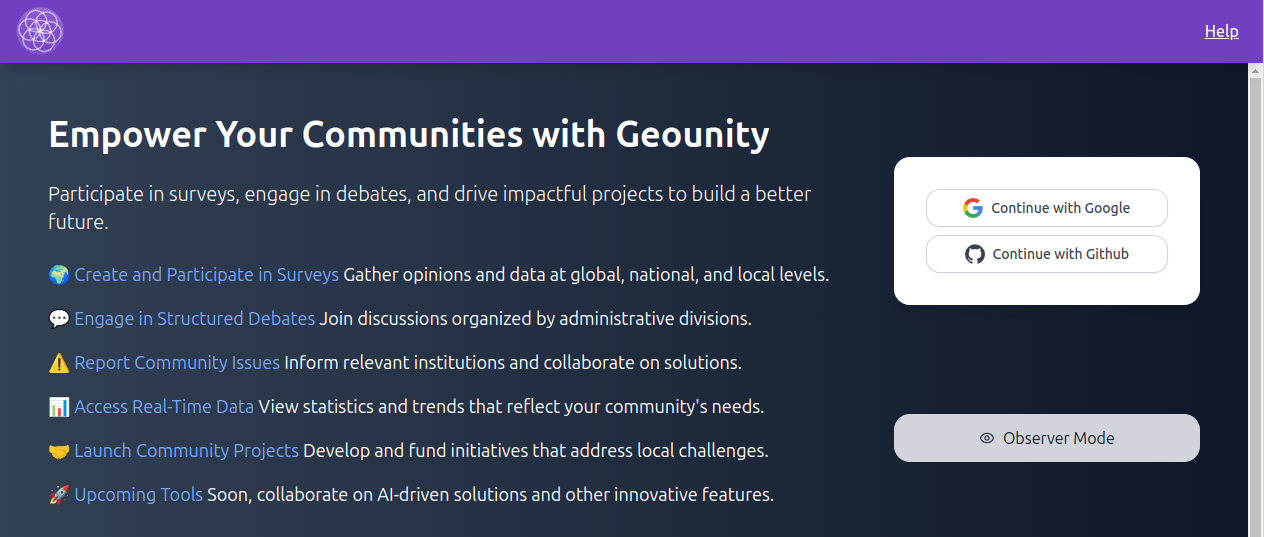 Help
Empower Your Communities with Geounity
Participate in surveys, engage in debates, and drive impactful projects to build a better
future.
🌍 Create and Participate in Surveys Gather opinions and data at global, national, and local levels.
💬 Engage in Structured Debates Join discussions organized by administrative divisions.
⚠️ Report Community Issues Inform relevant institutions and collaborate on solutions.
📊 Access Real-Time Data View statistics and trends that reflect your community's needs.
🤝 Launch Community Projects Develop and fund initiatives that address local challenges.
🚀 Upcoming Tools Soon, collaborate on AI-driven solutions and other innovative features.
Continue with Google
Continue with Github
Observer Mode